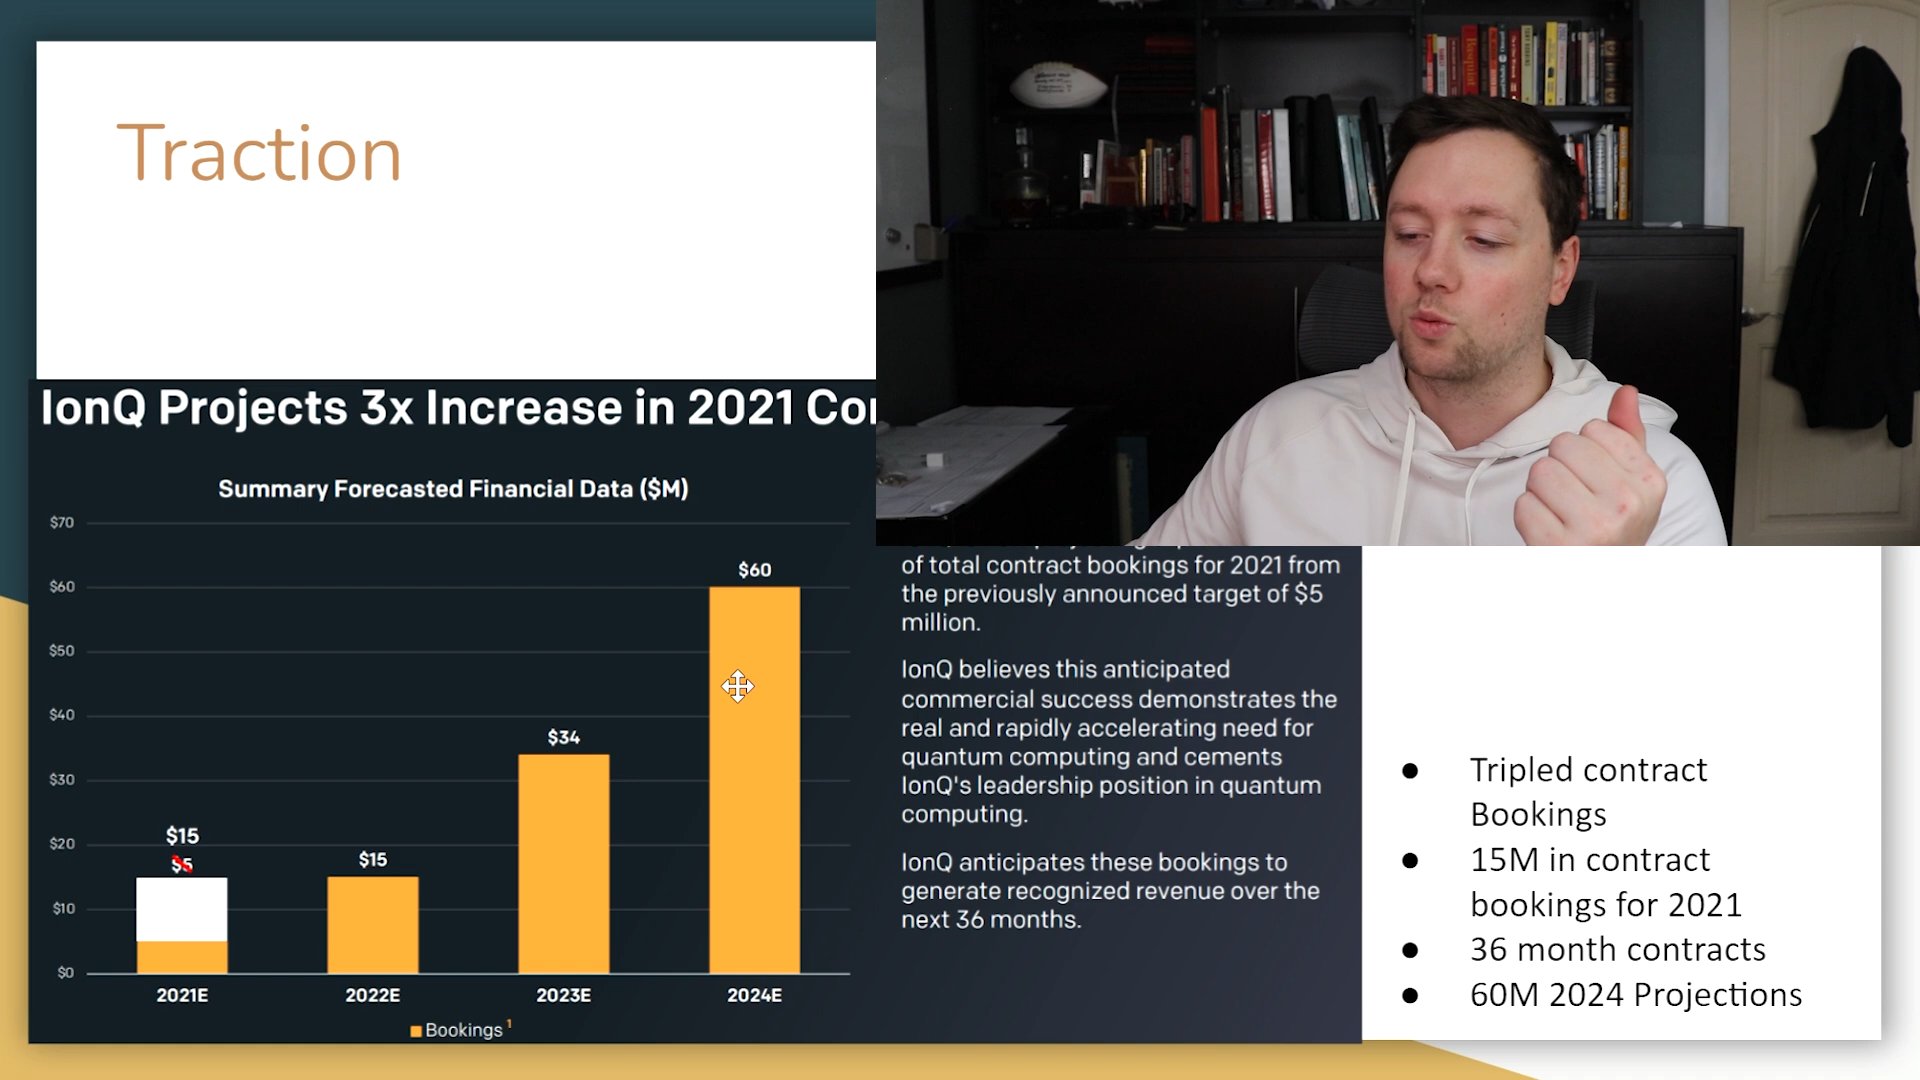 Traction
IonQ Projects 3x Increase in 2021
Summary Forecasted Financial Data ($M)
$70
$60
$50
$40
$30
$20
$10
$0
$15
$5
$15
$34
$60
2021E
2022E
2023E
2024E
Bookings 1
of total contract bookings for 2021 from
the previously announced target of $5
million.
IonQ believes this anticipated
commercial success demonstrates the
real and rapidly accelerating need for
quantum computing and cements
IonQ's leadership position in quantum
computing.
IonQ anticipates these bookings to
generate recognized revenue over the
next 36 months.
● Tripled contract
Bookings
● 15M in contract
bookings for 2021
● 36 month contracts
● 60M 2024 Projections